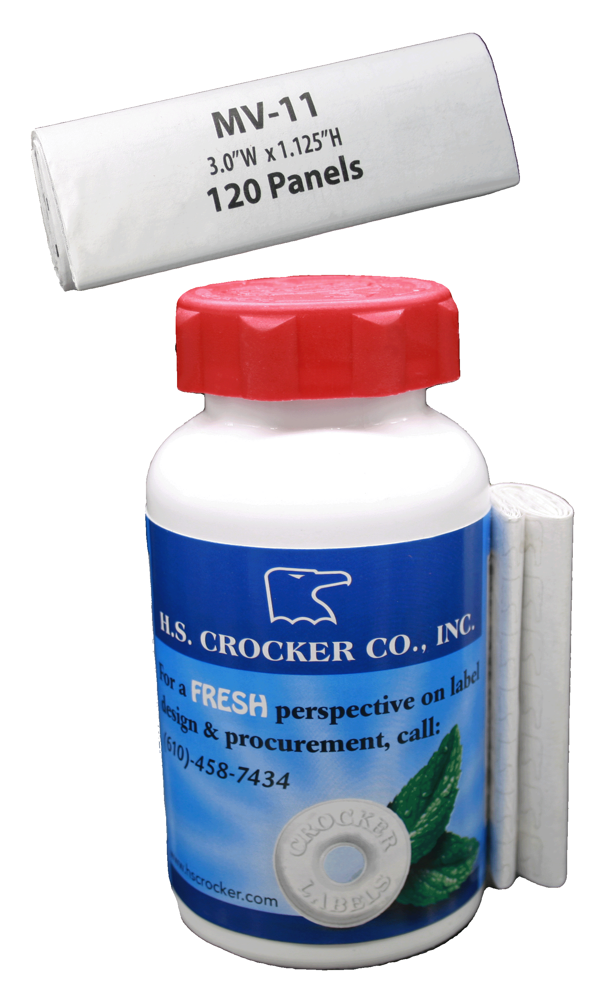 MV-11
3.0"W x 1.125"H
120 Panels
H.S. CROCKER CO., INC.
For a FRESH perspective on label
design & procurement, call:
(610)-458-7434
CROCKER
LABELS
www.hscrocker.com